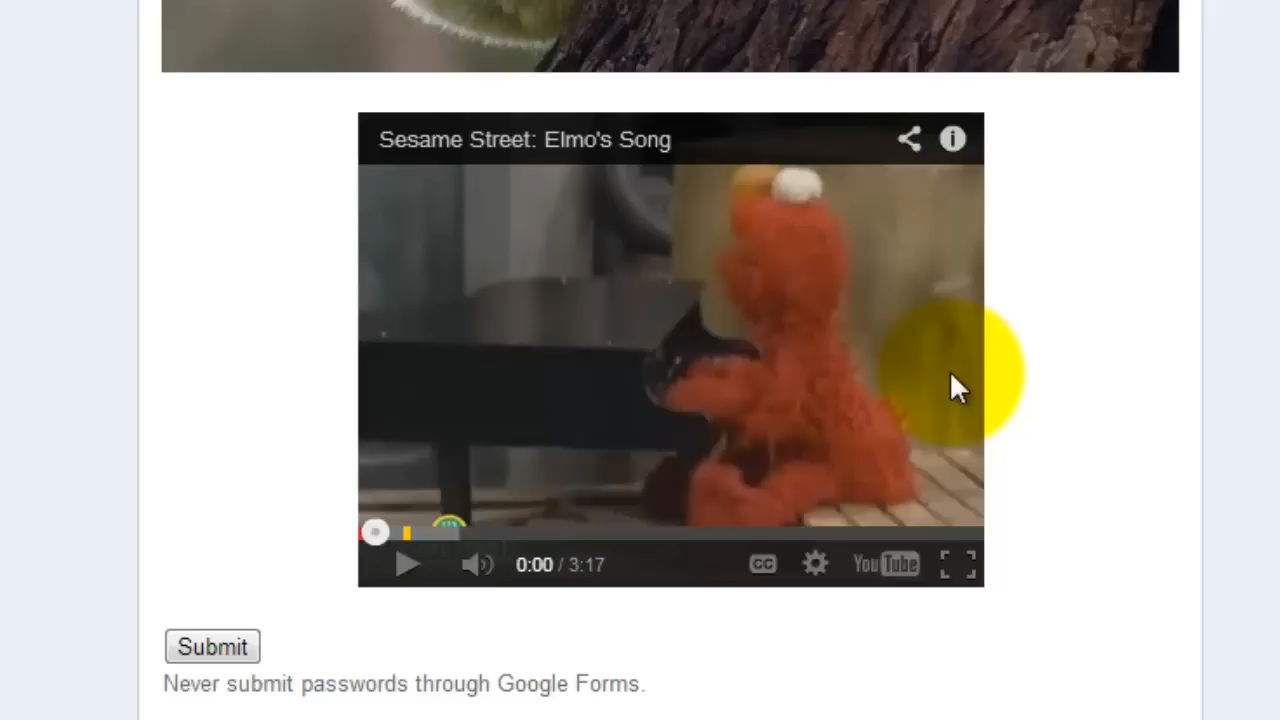 Sesame Street: Elmo's Song
0:00 / 3:17
CC
YouTube
Submit
Never submit passwords through Google Forms.